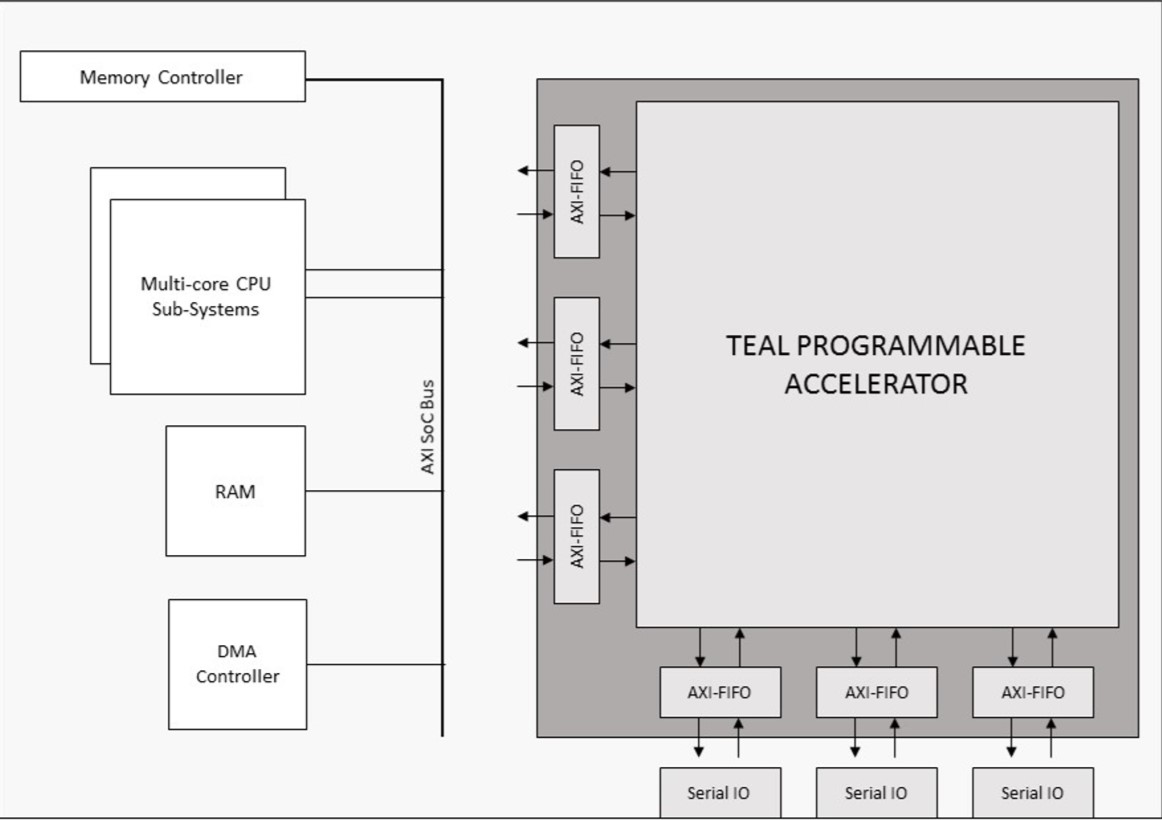 Memory Controller
Multi-core CPU
Sub-Systems
AXI SoC Bus
RAM
DMA
Controller
AXI-FIFO
AXI-FIFO
AXI-FIFO
TEAL PROGRAMMABLE
ACCELERATOR
AXI-FIFO
AXI-FIFO
AXI-FIFO
Serial IO
Serial IO
Serial IO